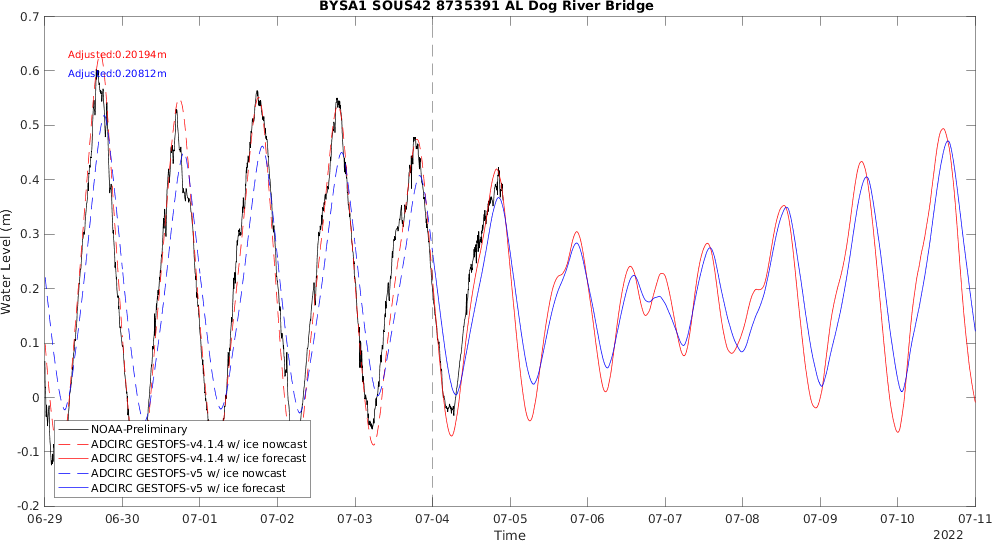 BYSA1 SOUS42 8735391 AL Dog River Bridge
0.7
0.6
0.5
0.4
0.3
0.2
0.1
0
-0.1
-0.2
Water Level (m)
Adjusted:0.20194m
Adjusted:0.20812m
NOAA-Preliminary
ADCIRC GESTOFS-v4.1.4 w/ ice nowcast
ADCIRC GESTOFS-v4.1.4 w/ ice forecast
ADCIRC GESTOFS-v5 w/ ice nowcast
ADCIRC GESTOFS-v5 w/ ice forecast
06-29 06-30 07-01 07-02 07-03 07-04 07-05 07-06 07-07 07-08 07-09 07-10 07-11
Time
2022